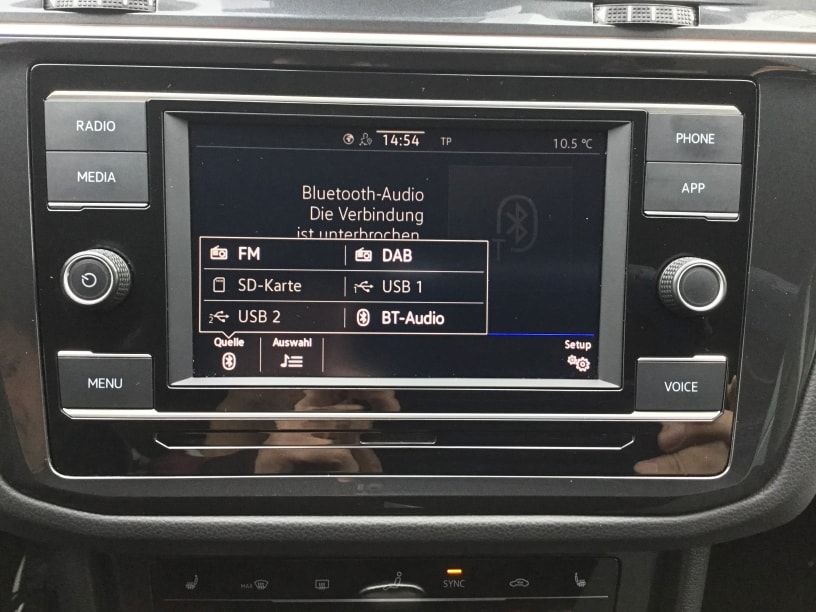 RADIO
MEDIA
MENU
PHONE
APP
VOICE
14:54 TP 10.5 °C
Bluetooth-Audio
Die Verbindung
ist unterbrochen
FM DAB
SD-Karte USB 1
USB 2 BT-Audio
Quelle Auswahl Setup
MAX SYNC